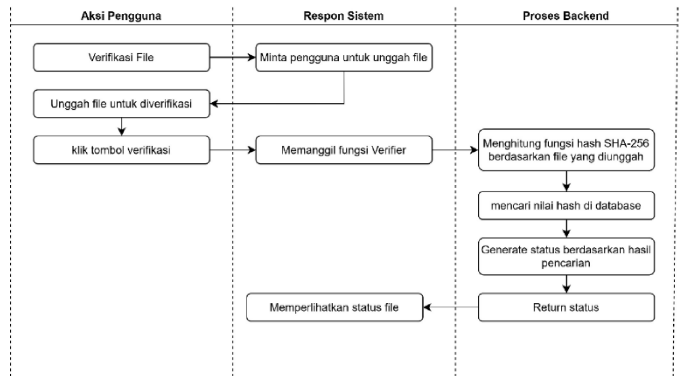 Aksi Pengguna
Respon Sistem
Proses Backend
Verifikasi File
Minta pengguna untuk unggah file
Unggah file untuk diverifikasi
klik tombol verifikasi
Memanggil fungsi Verifier
Menghitung fungsi hash SHA-256
berdasarkan file yang diunggah
mencari nilai hash di database
Generate status berdasarkan hasil
pencarian
Return status
Memperlihatkan status file